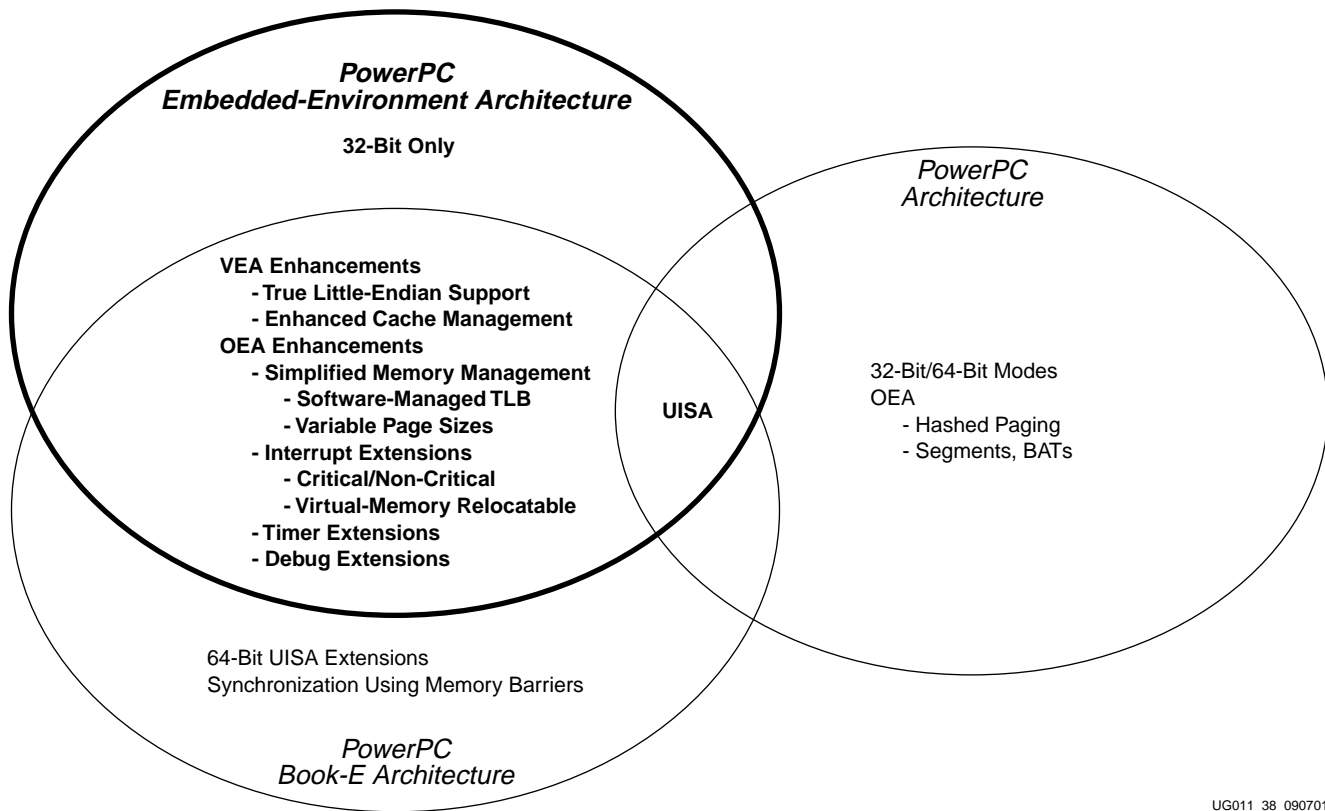 PowerPC
Embedded-Environment Architecture
32-Bit Only
PowerPC
Architecture
VEA Enhancements
- True Little-Endian Support
- Enhanced Cache Management
OEA Enhancements
- Simplified Memory Management
- Software-Managed TLB
- Variable Page Sizes
- Interrupt Extensions
- Critical/Non-Critical
- Virtual-Memory Relocatable
- Timer Extensions
- Debug Extensions
UISA
32-Bit/64-Bit Modes
OEA
- Hashed Paging
- Segments, BATs
64-Bit UISA Extensions
Synchronization Using Memory Barriers
PowerPC
Book-E Architecture
UG011_38_090701